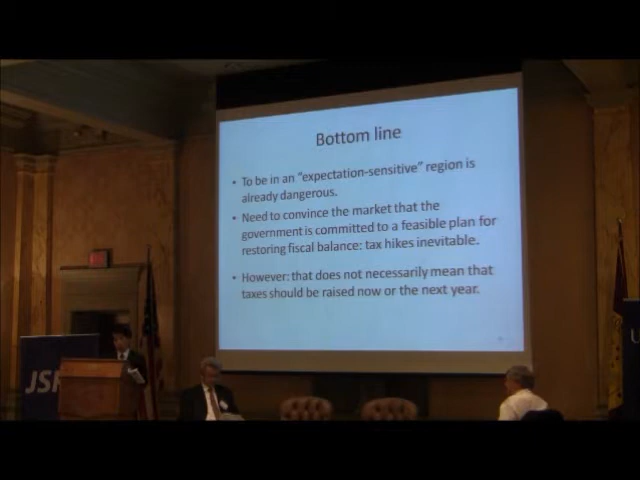 Bottom line
• To be in an “expectation-sensitive” region is
already dangerous.
• Need to convince the market that the
government is committed to a feasible plan for
restoring fiscal balance: tax hikes inevitable.
• However: that does not necessarily mean that
taxes should be raised now or the next year.